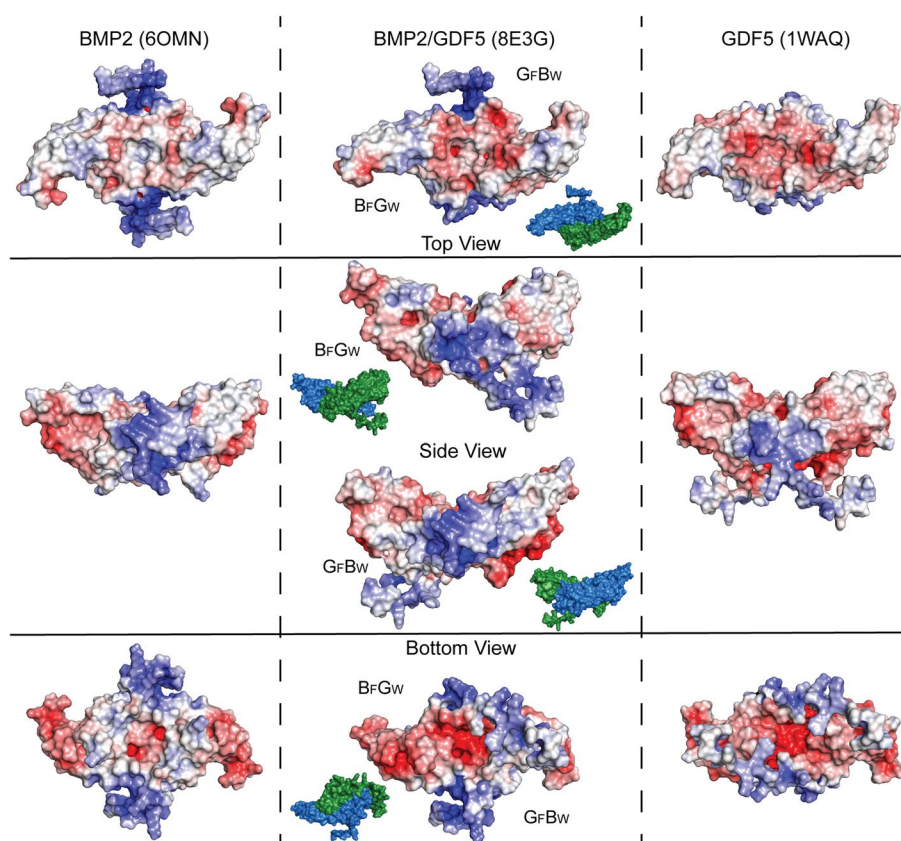 BMP2 (6OMN)
BMP2/GDF5 (8E3G)
GDF5 (1WAQ)
GFBW
BFGW
Top View
BFGW
Side View
GFBW
Bottom View
BFGW
GFBW